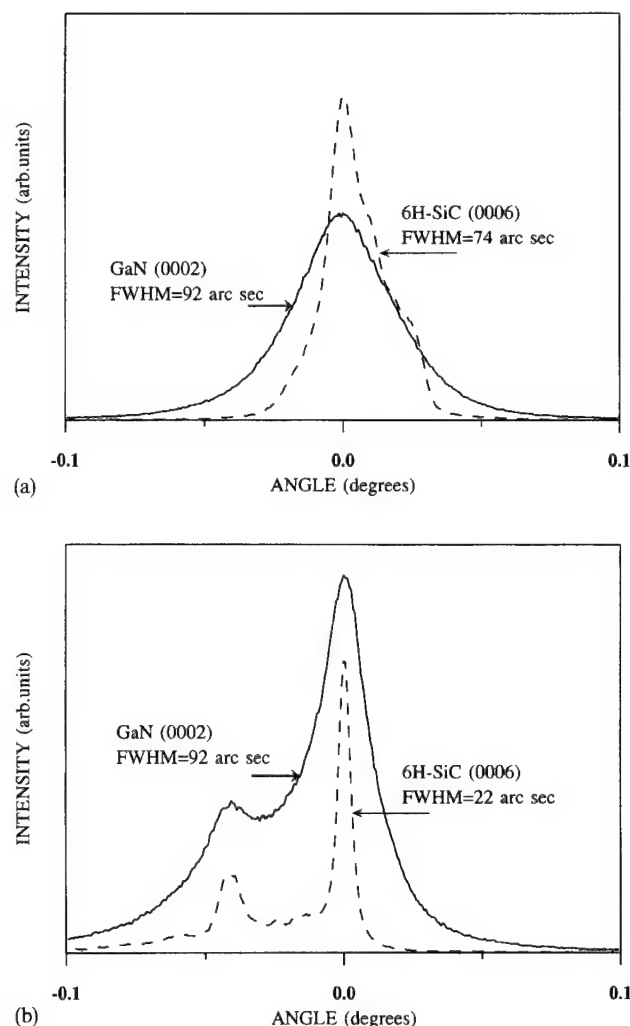 INTENSITY (arb.units)
6H-SiC (0006)
FWHM=74 arc sec
GaN (0002)
FWHM=92 arc sec
-0.1
0.0
0.1
ANGLE (degrees)
(a)
INTENSITY (arb.units)
GaN (0002)
FWHM=92 arc sec
6H-SiC (0006)
FWHM=22 arc sec
-0.1
0.0
0.1
ANGLE (degrees)
(b)